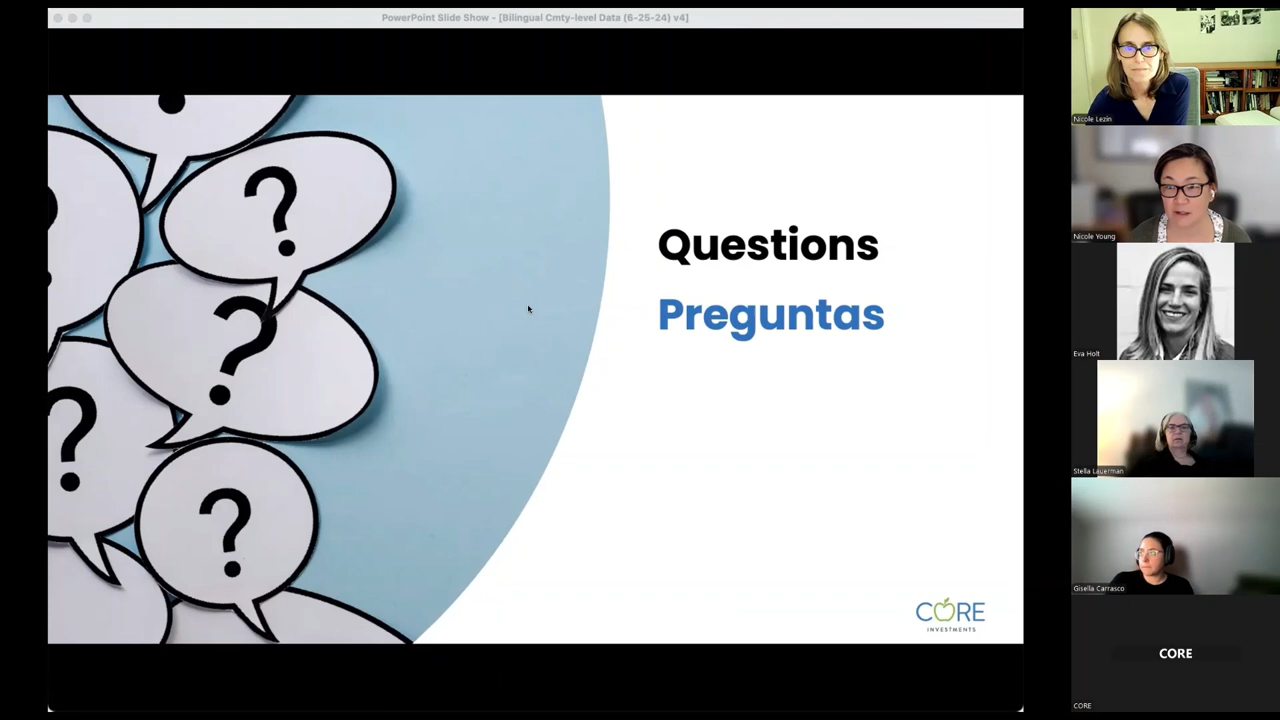 PowerPoint Slide Show - [Bilingual Cmty-level Data (6-25-24) v4]
?
?
?
?
Questions
Preguntas
CORE
INVESTMENTS
Nicole Lezin
Nicole Young
Eva Holt
Stella Lauerman
Gisella Carrasco
CORE
CORE